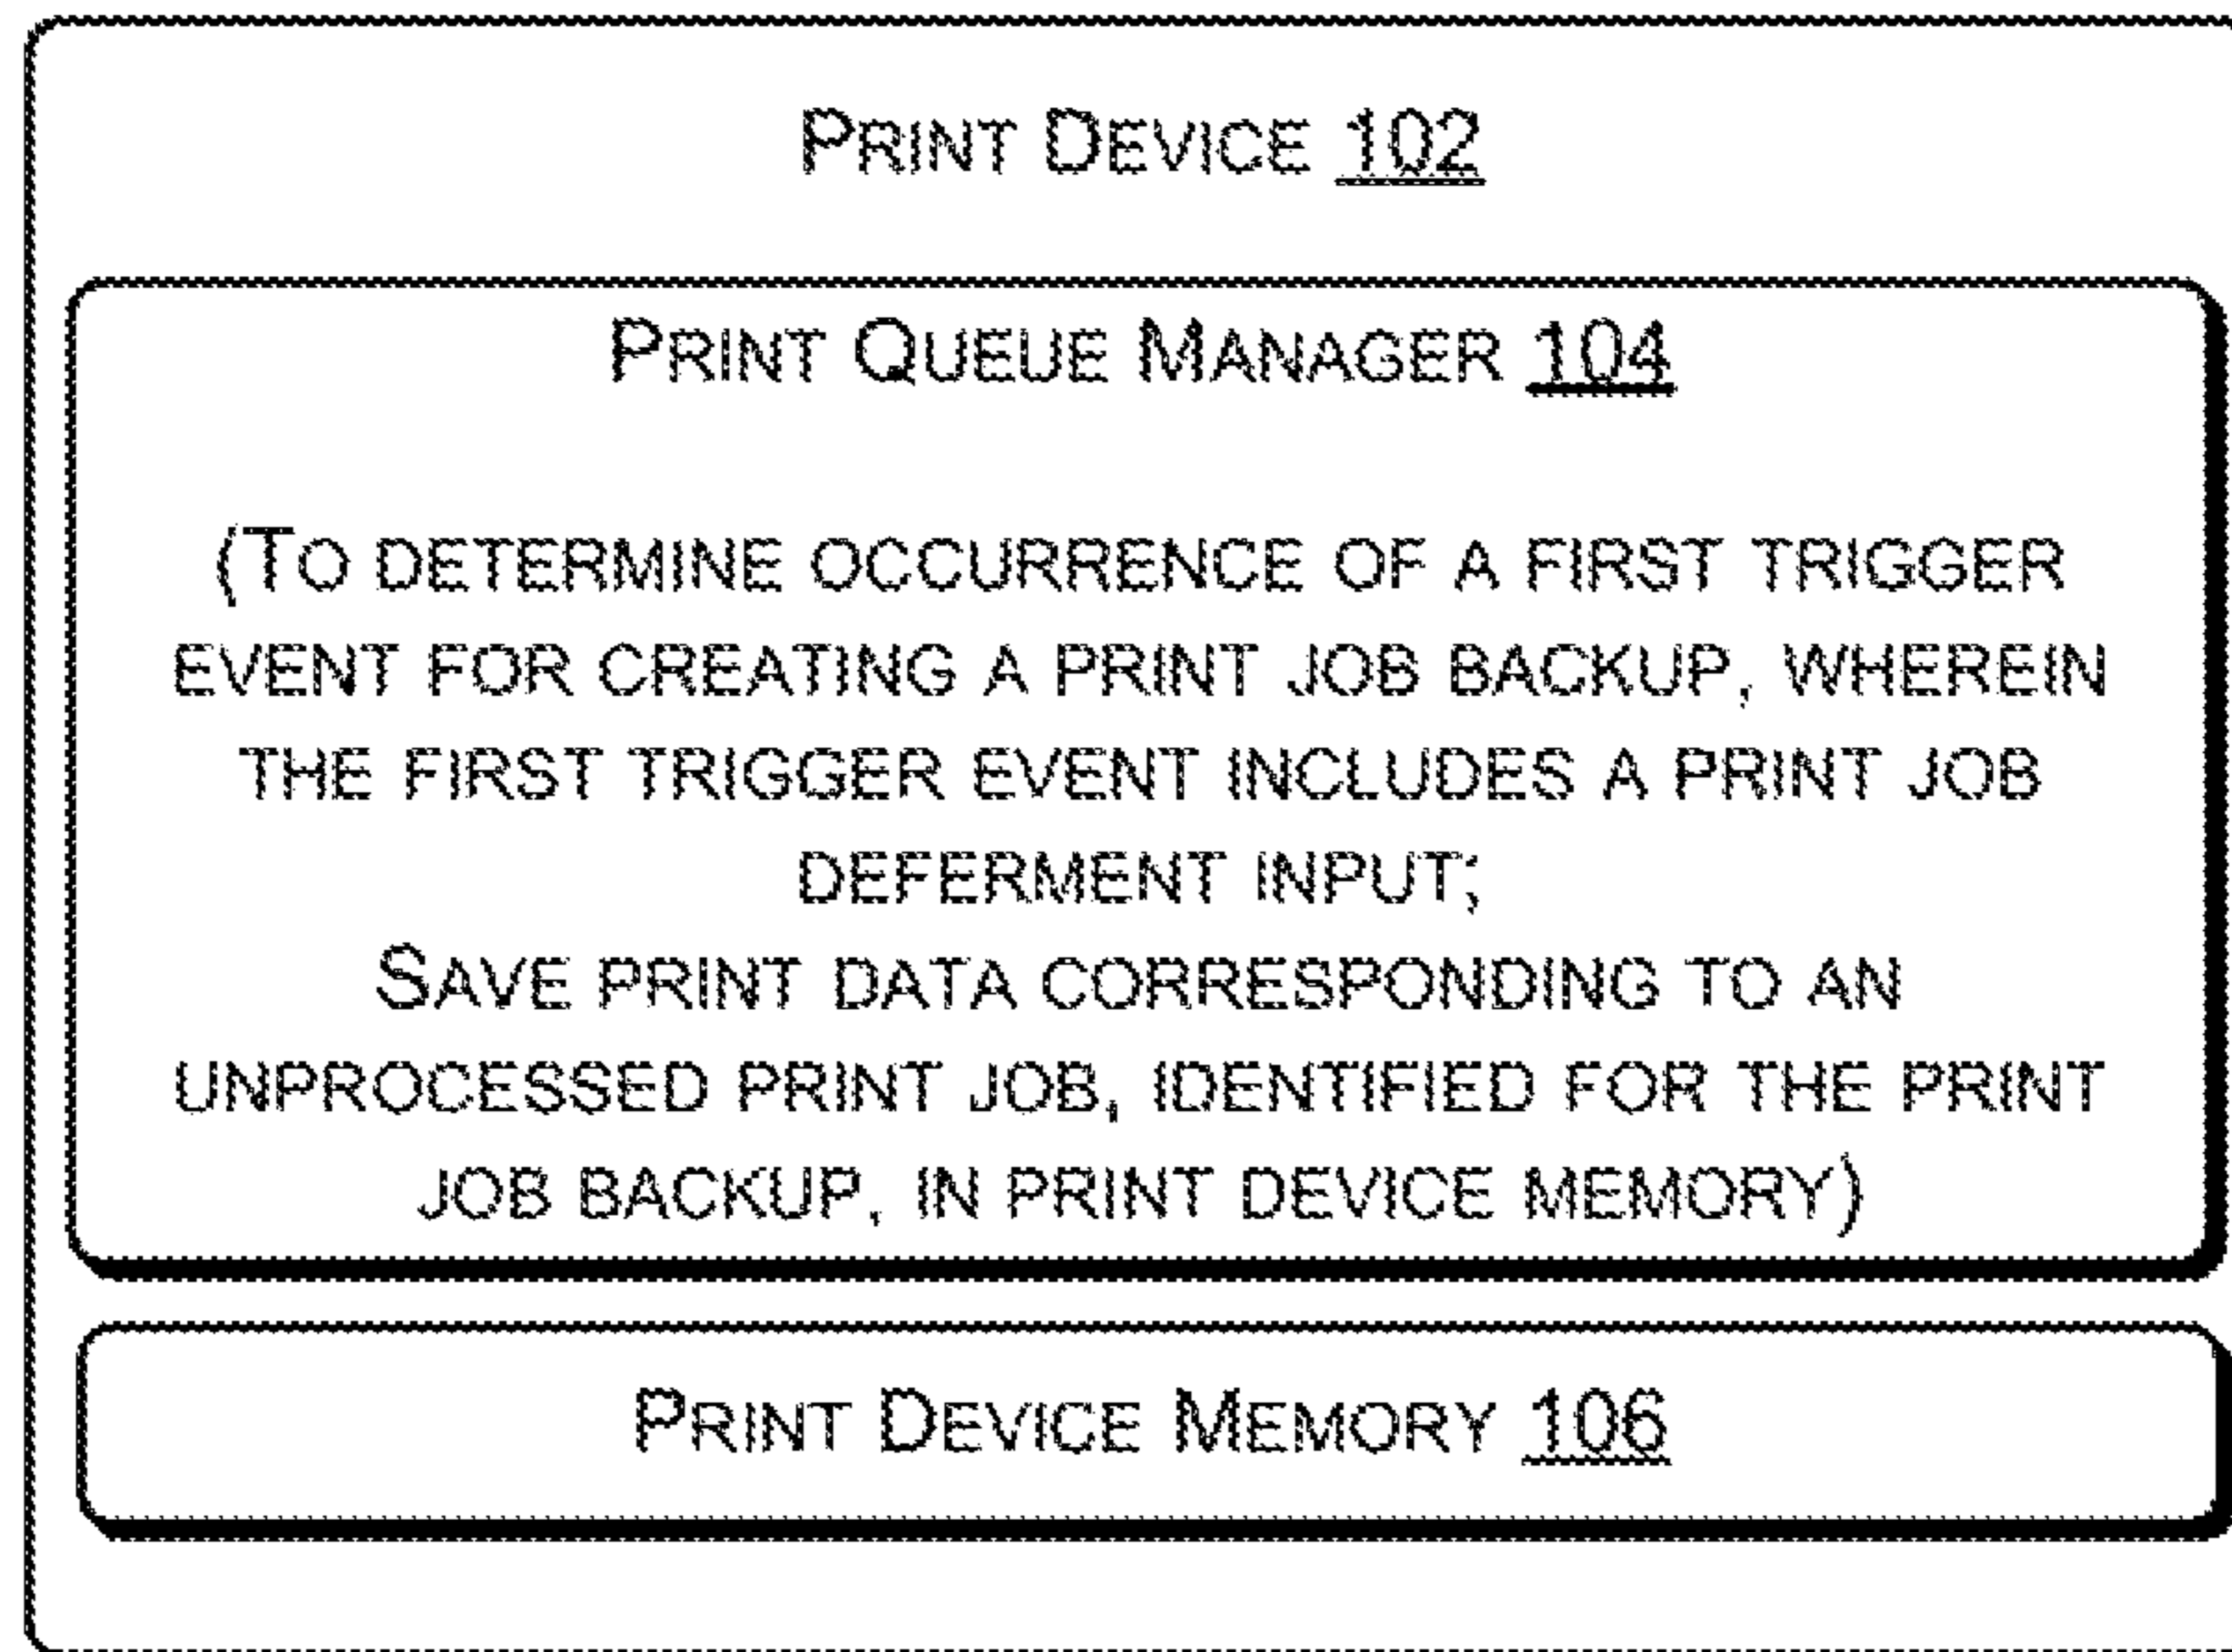 PRINT DEVICE 102
PRINT QUEUE MANAGER 104
(TO DETERMINE OCCURRENCE OF A FIRST TRIGGER
EVENT FOR CREATING A PRINT JOB BACKUP, WHEREIN
THE FIRST TRIGGER EVENT INCLUDES A PRINT JOB
DEFERMENT INPUT;
SAVE PRINT DATA CORRESPONDING TO AN
UNPROCESSED PRINT JOB, IDENTIFIED FOR THE PRINT
JOB BACKUP, IN PRINT DEVICE MEMORY)
PRINT DEVICE MEMORY 106